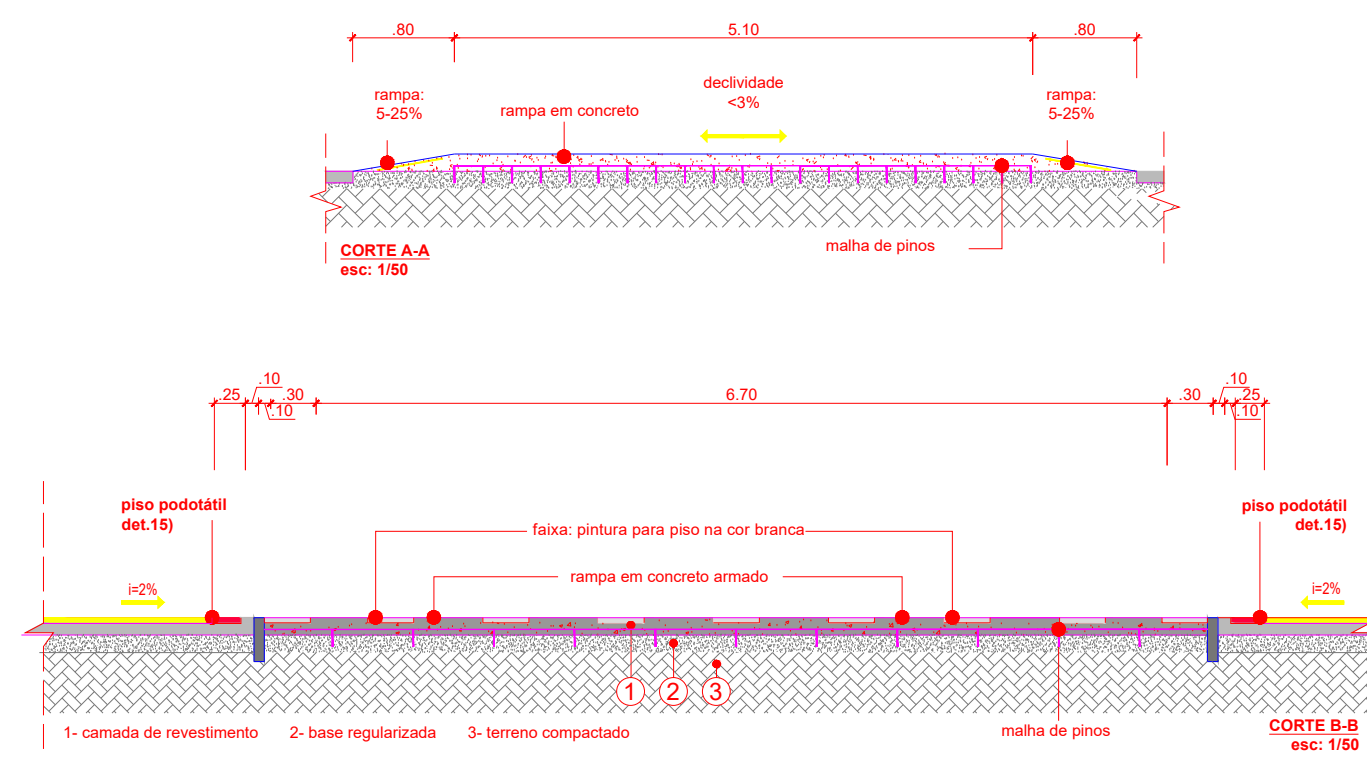 .80
5.10
.80
declividade
<3%
rampa:
5-25%
rampa em concreto
rampa:
5-25%
malha de pinos
CORTE A-A
esc: 1/50
.25
.10
.10
.30
6.70
.30
.10
.10
.25
piso podotátil
det.15)
piso podotátil
det.15)
faixa: pintura para piso na cor branca
rampa em concreto armado
i=2%
i=2%
1
2
3
1- camada de revestimento 2- base regularizada 3- terreno compactado
malha de pinos
CORTE B-B
esc: 1/50